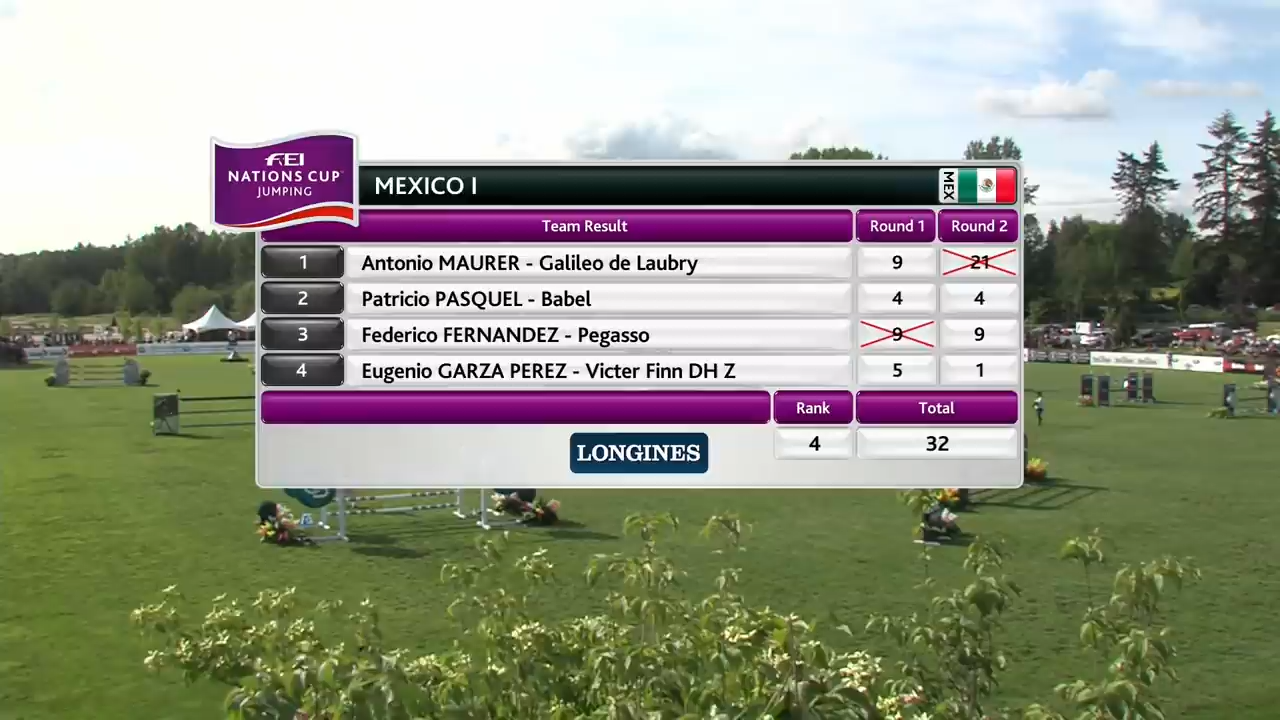 FEI
NATIONS CUP™
JUMPING
MEXICO I
MEX
Team Result Round 1 Round 2
1 Antonio MAURER - Galileo de Laubry 9 21
2 Patricio PASQUEL - Babel 4 4
3 Federico FERNANDEZ - Pegasso 9 9
4 Eugenio GARZA PEREZ - Victer Finn DH Z 5 1
Rank Total
LONGINES 4 32